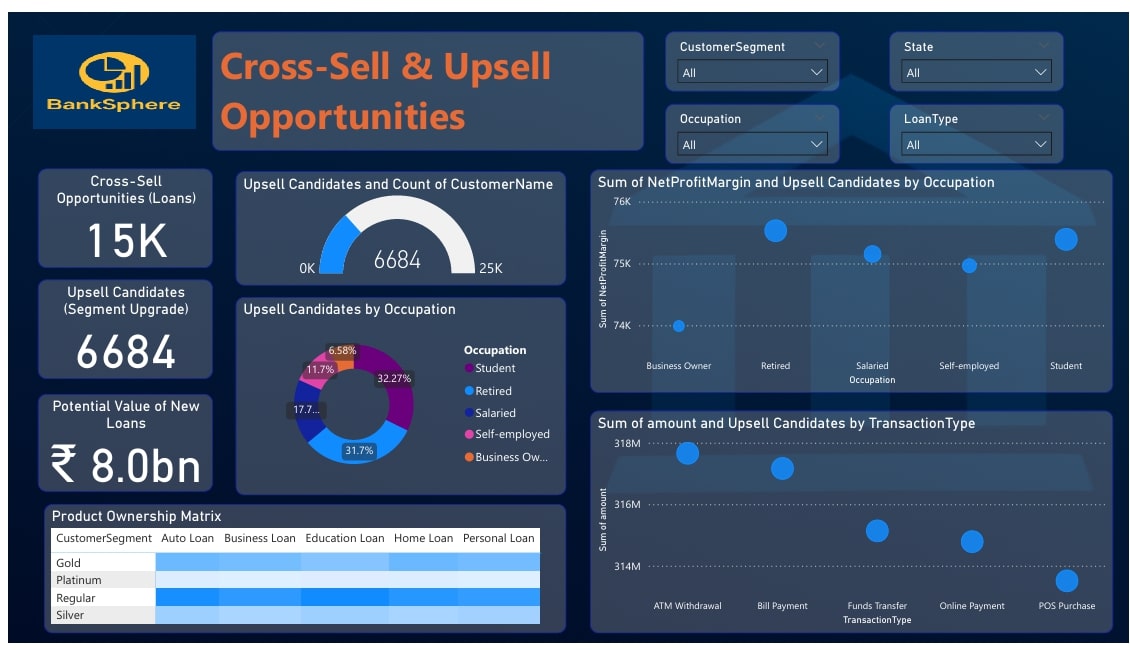 BankSphere
Cross-Sell & Upsell
Opportunities
CustomerSegment
All
State
All
Occupation
All
LoanType
All
Cross-Sell
Opportunities (Loans)
15K
Upsell Candidates
(Segment Upgrade)
6684
Potential Value of New
Loans
₹ 8.0bn
Upsell Candidates and Count of CustomerName
0K
6684
25K
Upsell Candidates by Occupation
6.58%
11.7%
32.27%
17.7...
31.7%
Occupation
Student
Retired
Salaried
Self-employed
Business Ow...
Sum of NetProfitMargin and Upsell Candidates by Occupation
Sum of NetProfitMargin
76K
75K
74K
Business Owner Retired Salaried Self-employed Student
Occupation
Sum of amount and Upsell Candidates by TransactionType
Sum of amount
318M
316M
314M
ATM Withdrawal Bill Payment Funds Transfer Online Payment POS Purchase
TransactionType
Product Ownership Matrix
CustomerSegment Auto Loan Business Loan Education Loan Home Loan Personal Loan
Gold
Platinum
Regular
Silver